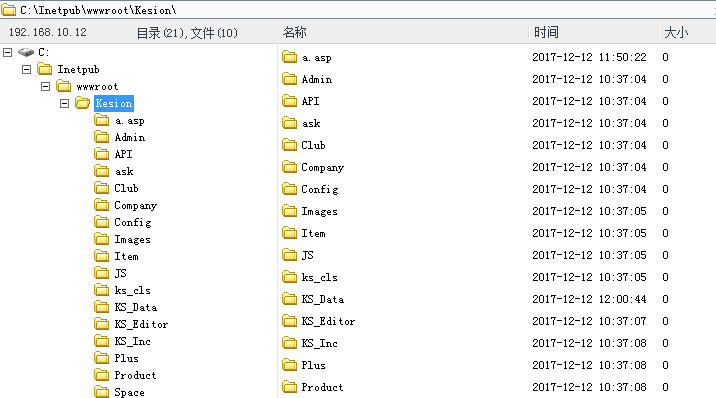 C:\Inetpub\wwwroot\Kesion\
192.168.10.12 目录(21),文件(10) 名称 时间 大小
C:
Inetpub
wwwroot
Kesion
a.asp
Admin
API
ask
Club
Company
Config
Images
Item
JS
ks_cls
KS_Data
KS_Editor
KS_Inc
Plus
Product
Space
a.asp 2017-12-12 11:50:22 0
Admin 2017-12-12 10:37:04 0
API 2017-12-12 10:37:04 0
ask 2017-12-12 10:37:04 0
Club 2017-12-12 10:37:04 0
Company 2017-12-12 10:37:04 0
Config 2017-12-12 10:37:04 0
Images 2017-12-12 10:37:05 0
Item 2017-12-12 10:37:05 0
JS 2017-12-12 10:37:05 0
ks_cls 2017-12-12 10:37:05 0
KS_Data 2017-12-12 12:00:44 0
KS_Editor 2017-12-12 10:37:07 0
KS_Inc 2017-12-12 10:37:08 0
Plus 2017-12-12 10:37:08 0
Product 2017-12-12 10:37:08 0